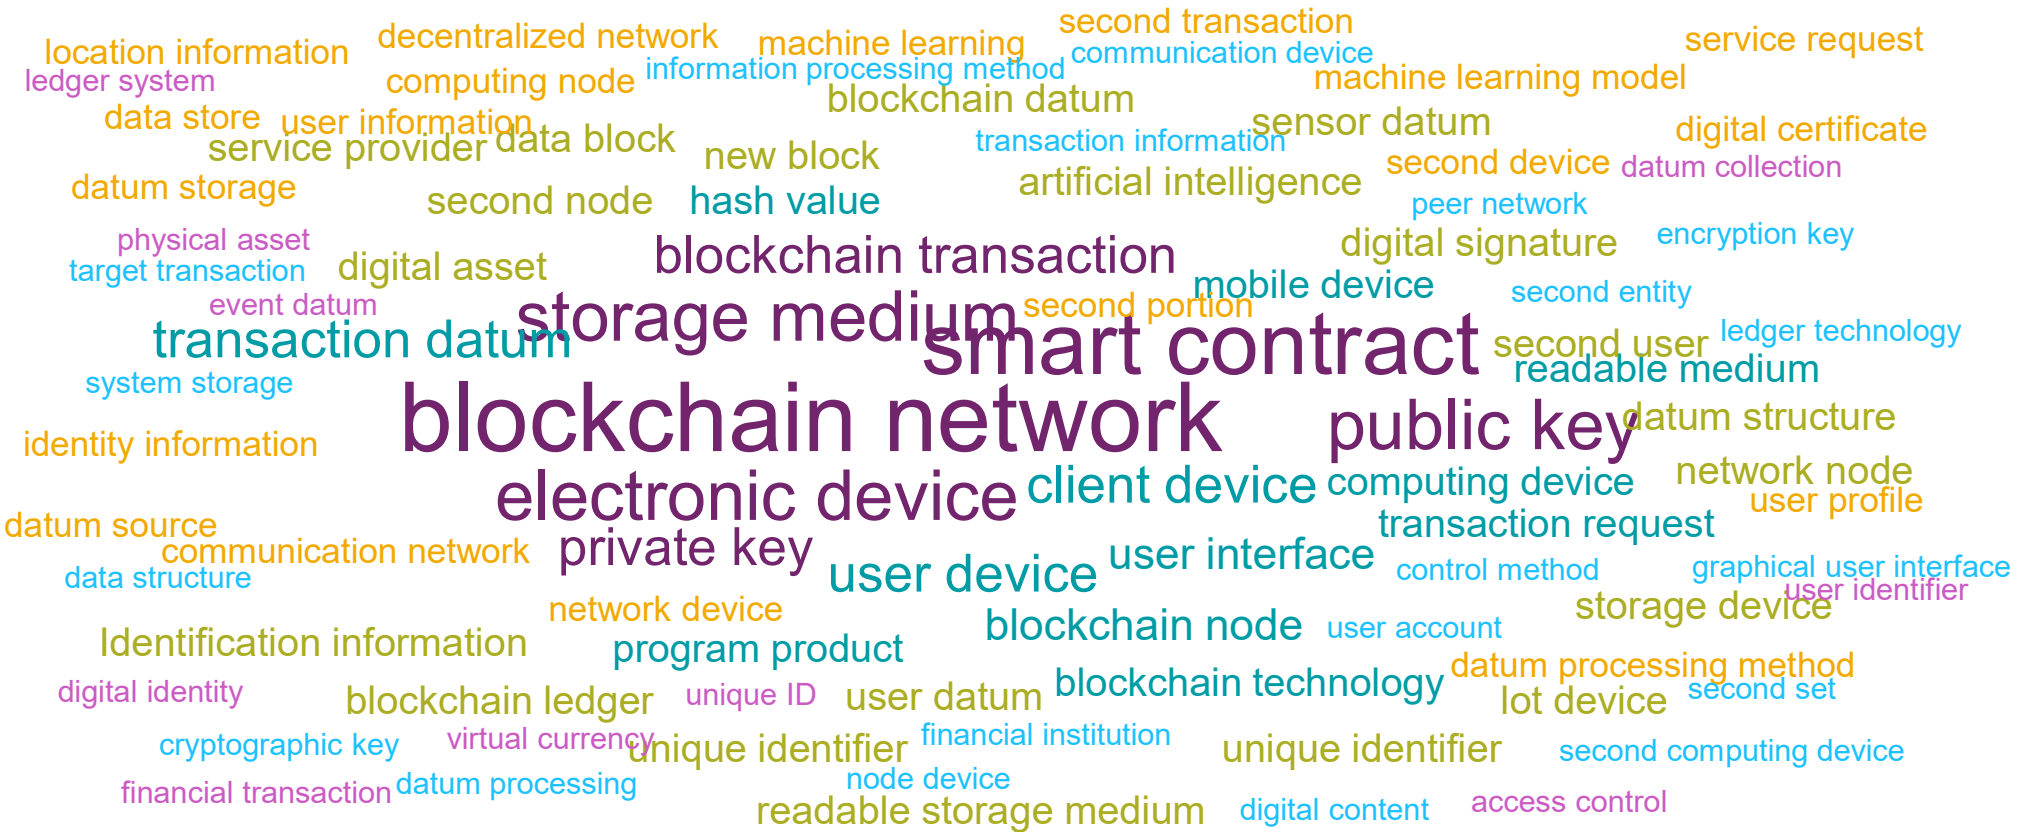 second transaction
decentralized network
machine learning
service request
location information
communication device
information processing method
ledger system
computing node
machine learning model
blockchain datum
data store
user information
sensor datum
digital certificate
service provider
data block
new block
transaction information
second device
datum collection
datum storage
second node
hash value
artificial intelligence
peer network
physical asset
blockchain transaction
digital signature
encryption key
target transaction
digital asset
mobile device
second entity
event datum
storage medium
second portion
transaction datum
smart contract
second user
ledger technology
readable medium
system storage
blockchain network
public key
datum structure
identity information
electronic device
client device
computing device
network node
user profile
datum source
communication network
private key
transaction request
user interface
data structure
user device
control method
graphical user interface
user identifier
network device
storage device
Identification information
program product
blockchain node
user account
datum processing method
digital identity
blockchain ledger
unique ID
user datum
blockchain technology
lot device
second set
cryptographic key
virtual currency
unique identifier
financial institution
unique identifier
second computing device
financial transaction
datum processing
node device
readable storage medium
digital content
access control